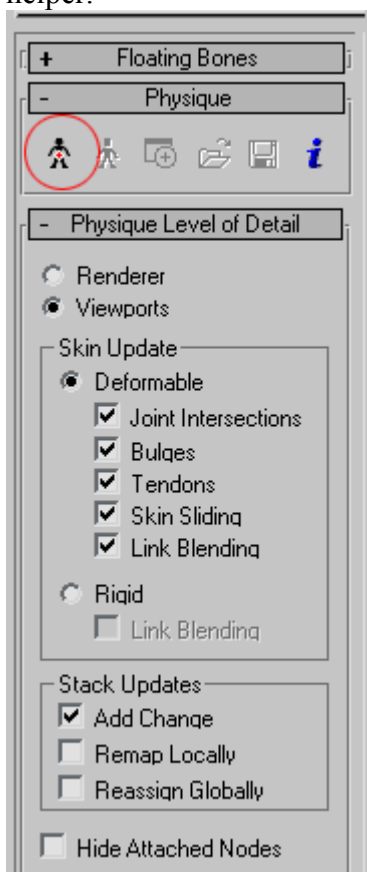 helper.
+ Floating Bones
- Physique
i
- Physique Level of Detail
Renderer
Viewports
Skin Update
Deformable
Joint Intersections
Bulges
Tendons
Skin Sliding
Link Blending
Rigid
Link Blending
Stack Updates
Add Change
Remap Locally
Reassign Globally
Hide Attached Nodes